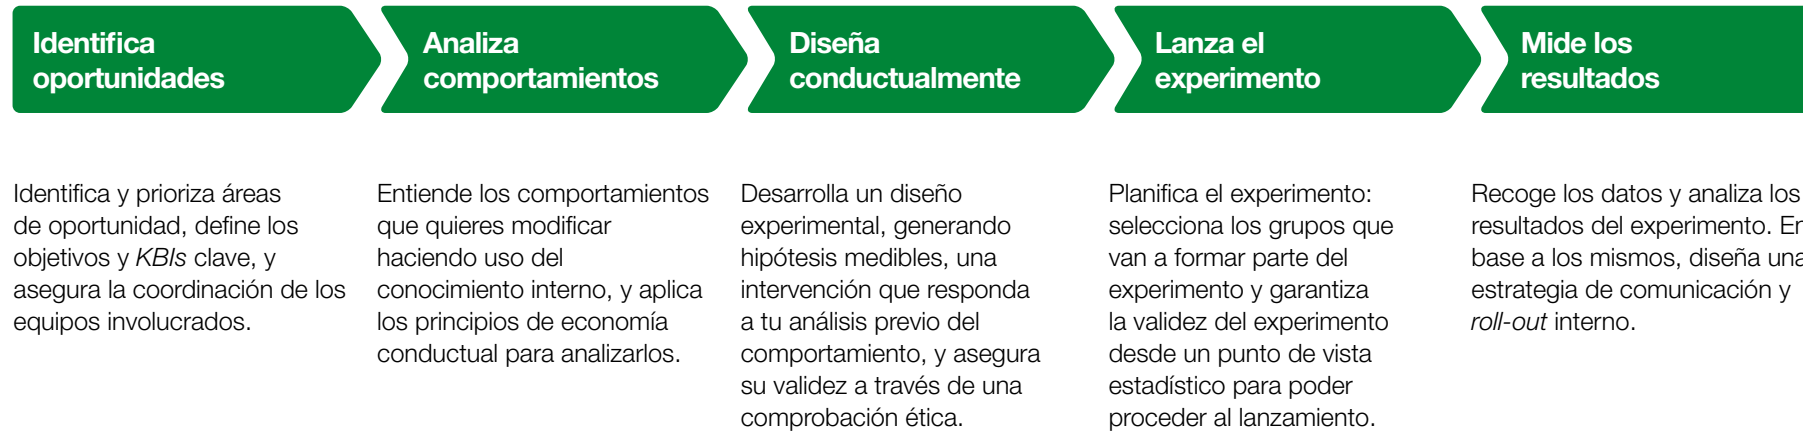 Identifica
oportunidades
Analiza
comportamientos
Diseña
conductualmente
Lanza el
experimento
Mide los
resultados
Identifica y prioriza áreas
de oportunidad, define los
objetivos y KBIs clave, y
asegura la coordinación de los
equipos involucrados.
Entiende los comportamientos
que quieres modificar
haciendo uso del
conocimiento interno, y aplica
los principios de economía
conductual para analizarlos.
Desarrolla un diseño
experimental, generando
hipótesis medibles, una
intervención que responda
a tu análisis previo del
comportamiento, y asegura
su validez a través de una
comprobación ética.
Planifica el experimento:
selecciona los grupos que
van a formar parte del
experimento y garantiza
la validez del experimento
desde un punto de vista
estadístico para poder
proceder al lanzamiento.
Recoge los datos y analiza los
resultados del experimento. En
base a los mismos, diseña una
estrategia de comunicación y
roll-out interno.